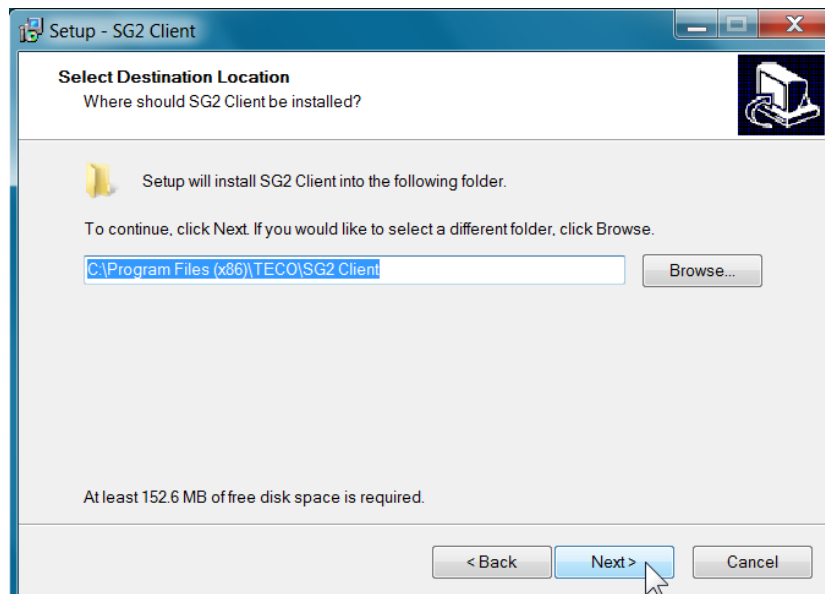 Setup - SG2 Client
Select Destination Location
Where should SG2 Client be installed?
Setup will install SG2 Client into the following folder.
To continue, click Next. If you would like to select a different folder, click Browse.
C:\Program Files (x86)\TECO\SG2 Client
Browse...
At least 152.6 MB of free disk space is required.
< Back
Next >
Cancel